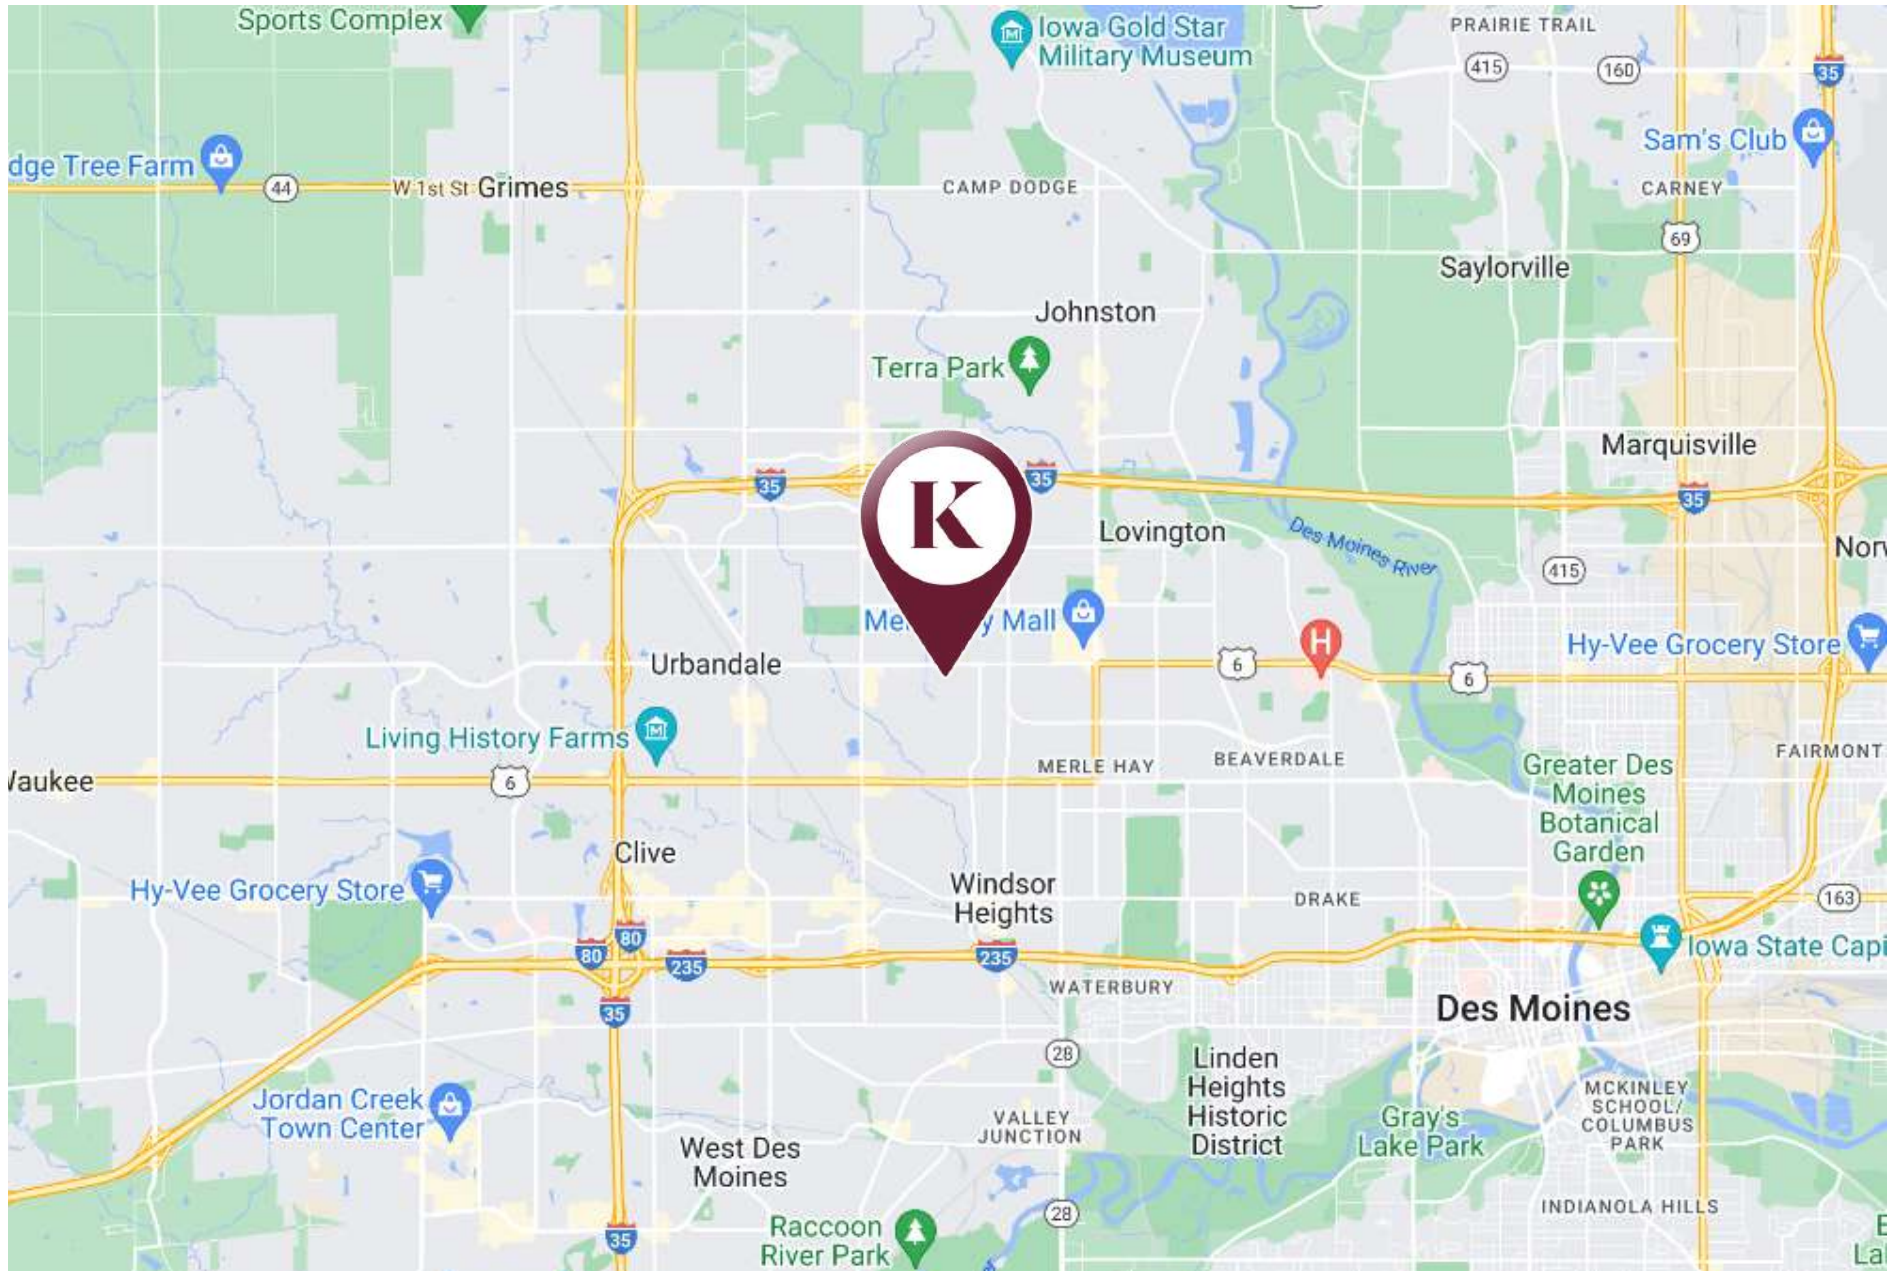 Sports Complex
Iowa Gold Star
Military Museum
PRAIRIE TRAIL
415
160
35
Sam's Club
dge Tree Farm
44
W 1st St
Grimes
CAMP DODGE
CARNEY
69
Saylorville
Johnston
Terra Park
Marquisville
35
K
35
35
Lovington
Des Moines River
415
Hy-Vee Grocery Store
H
6
6
Urbandale
Living History Farms
6
MERLE HAY
BEAVERDALE
FAIRMONT
Greater Des
Moines
Botanical
Garden
Clive
Hy-Vee Grocery Store
Windsor
Heights
DRAKE
163
80
80
235
235
Iowa State Capi
WATERBURY
35
Des Moines
28
Linden
Heights
Historic
District
Jordan Creek
Town Center
VALLEY
JUNCTION
Gray's
Lake Park
MCKINLEY
SCHOOL/
COLUMBUS
PARK
West Des
Moines
28
INDIANOLA HILLS
Raccoon
River Park
35
Mall